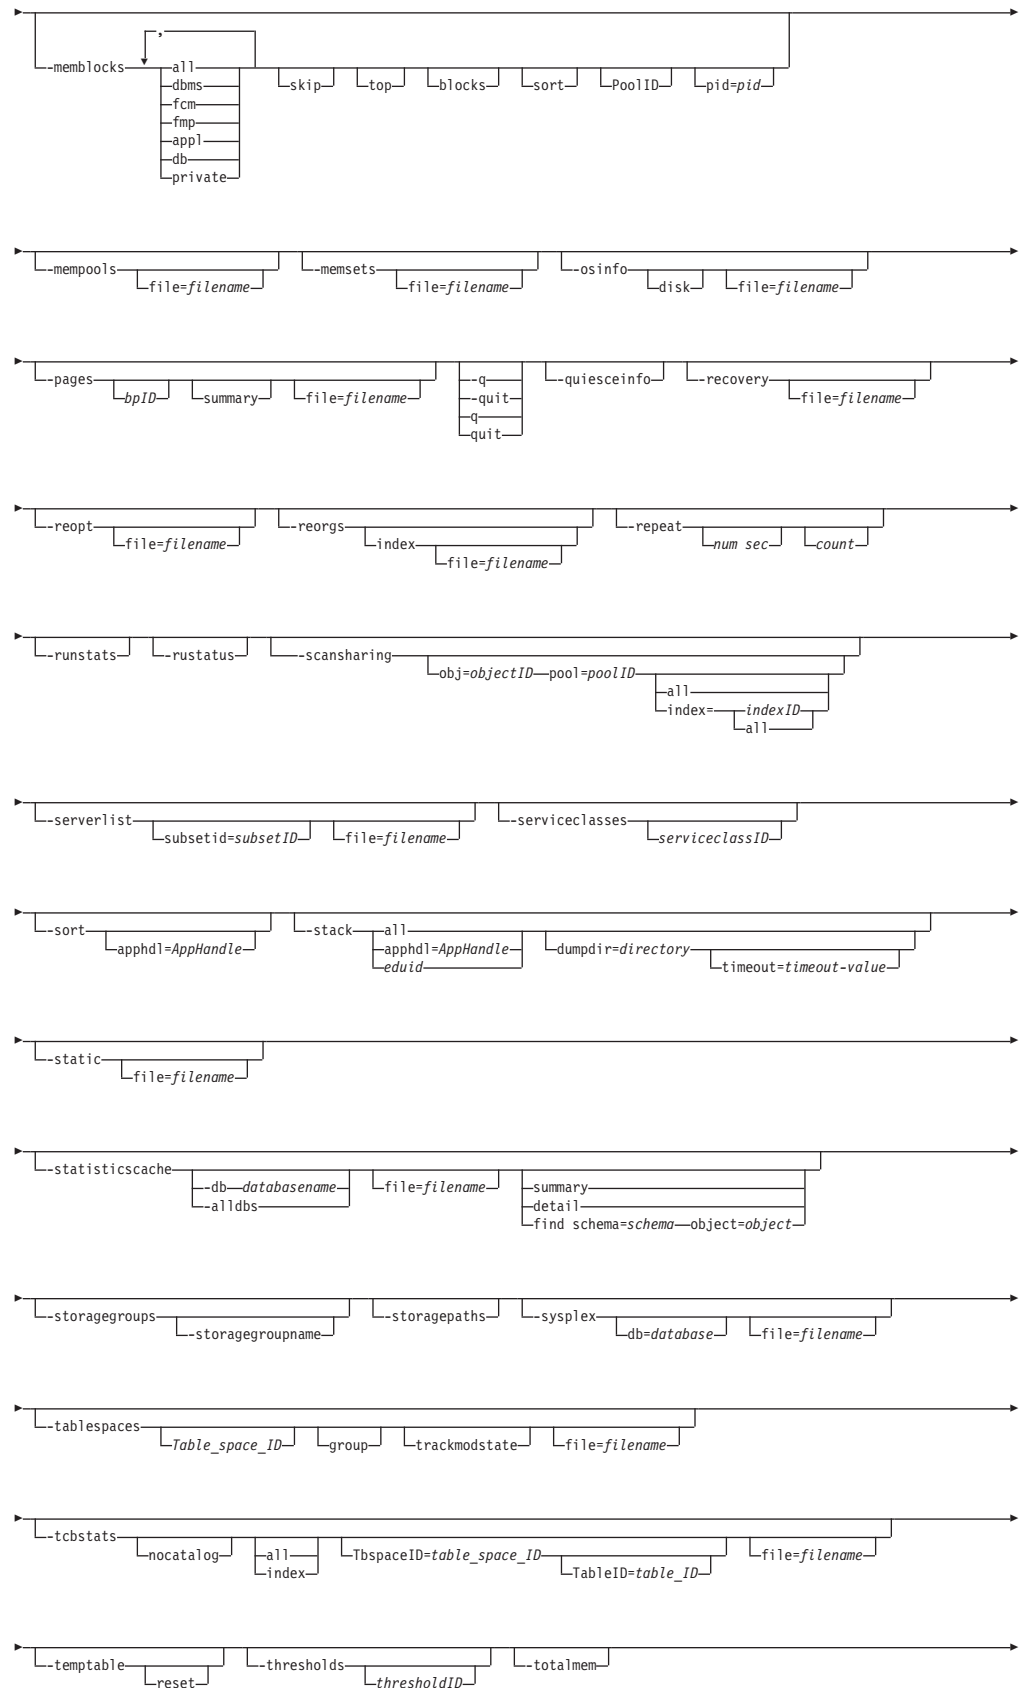 ,
-memblocks all skip top blocks sort PoolID pid=pid
dbms
fcm
fmp
appl
db
private
-mempools file=filename -memsets file=filename -osinfo disk file=filename
-pages bpID summary file=filename -q -quiesceinfo -recovery file=filename
-quit
q
quit
-reopt file=filename -reorgs index file=filename -repeat num sec count
-runstats -rustatus -scansharing obj=objectID pool=poolID all
index= indexID
all
-serverlist subsetid=subsetID file=filename -serviceclasses serviceclassID
-sort apphdl=AppHandle -stack all dumpdir=directory timeout=timeout-value
apphdl=AppHandle
eduid
-static file=filename
-statisticscache -db databasename file=filename summary
-alldbs detail
find schema=schema object=object
-storagegroups -storagegroupname -storagepaths -sysplex db=database file=filename
-tablespaces Table_space_ID group trackmodstate file=filename
-tcbstats nocatalog all TbspaceID=table_space_ID TableID=table_ID file=filename
index
-temptable reset -thresholds thresholdID -totalmem